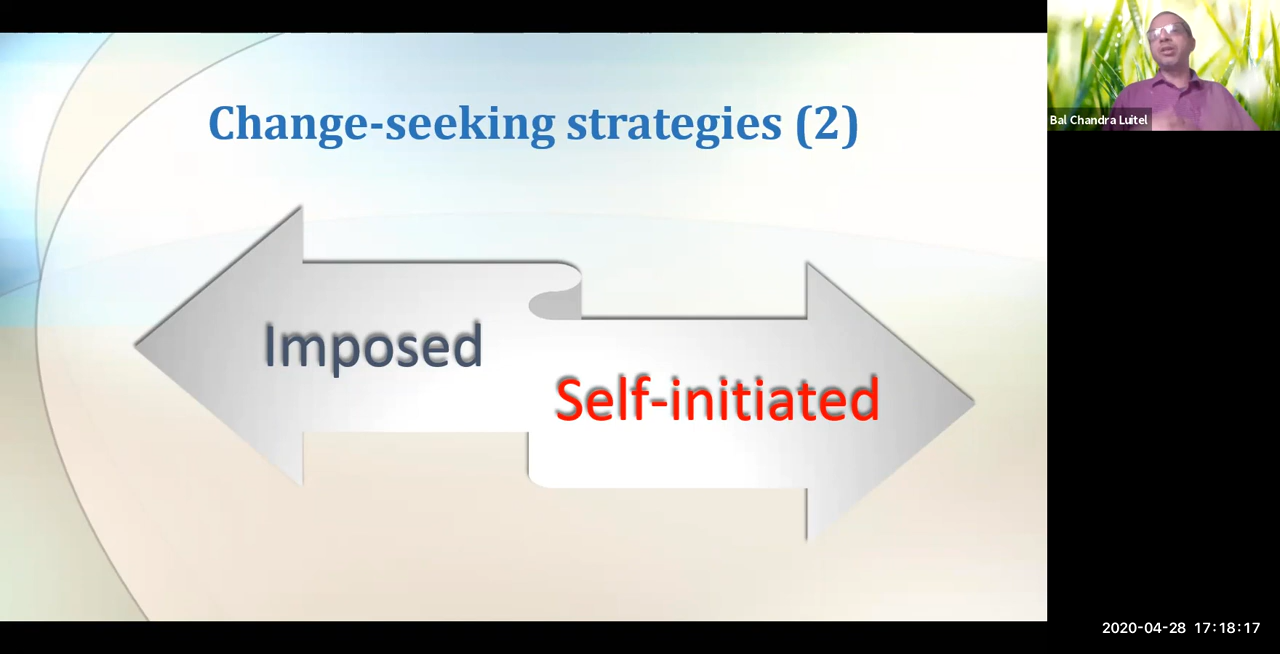 Change-seeking strategies (2)
Imposed
Self-initiated
Bal Chandra Luitel
2020-04-28 17:18:17